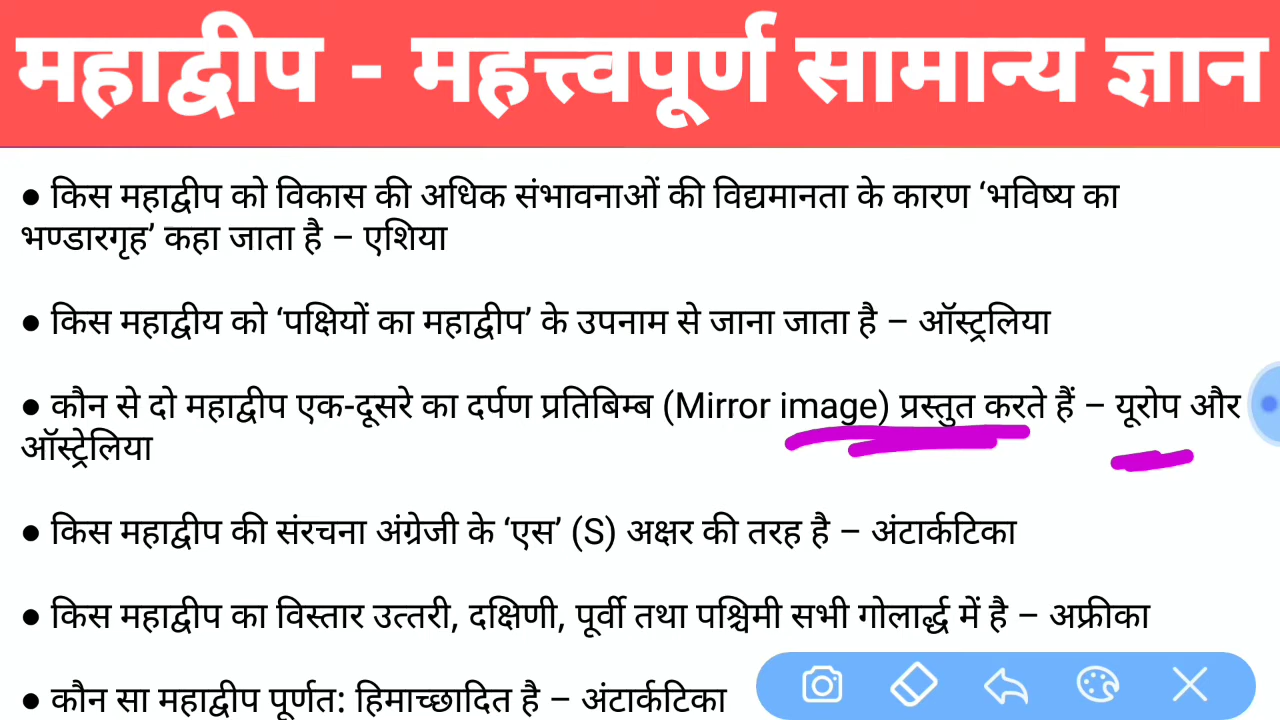 महाद्वीप - महत्त्वपूर्ण सामान्य ज्ञान
● किस महाद्वीप को विकास की अधिक संभावनाओं की विद्यमानता के कारण ‘भविष्य का
भण्डारगृह’ कहा जाता है – एशिया
● किस महाद्वीय को ‘पक्षियों का महाद्वीप’ के उपनाम से जाना जाता है – ऑस्ट्रलिया
● कौन से दो महाद्वीप एक-दूसरे का दर्पण प्रतिबिम्ब (Mirror image) प्रस्तुत करते हैं – यूरोप और
ऑस्ट्रेलिया
● किस महाद्वीप की संरचना अंग्रेजी के ‘एस’ (S) अक्षर की तरह है – अंटार्कटिका
● किस महाद्वीप का विस्तार उत्तरी, दक्षिणी, पूर्वी तथा पश्चिमी सभी गोलार्द्ध में है – अफ्रीका
● कौन सा महाद्वीप पूर्णत: हिमाच्छादित है – अंटार्कटिका